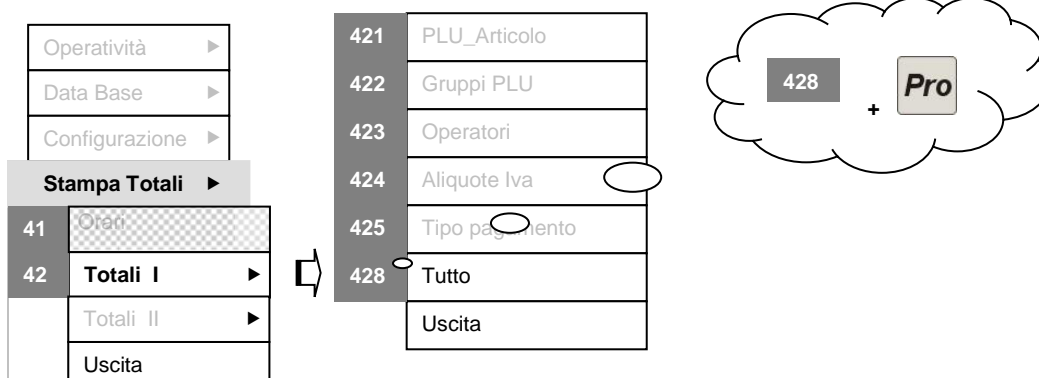 Operatività ►
Data Base ►
Configurazione ►
Stampa Totali ►
41 Orari
42 Totali I ►
Totali II ►
Uscita
421 PLU_Articolo
422 Gruppi PLU
423 Operatori
424 Aliquote Iva
425 Tipo pagamento
428 Tutto
Uscita
428 + Pro